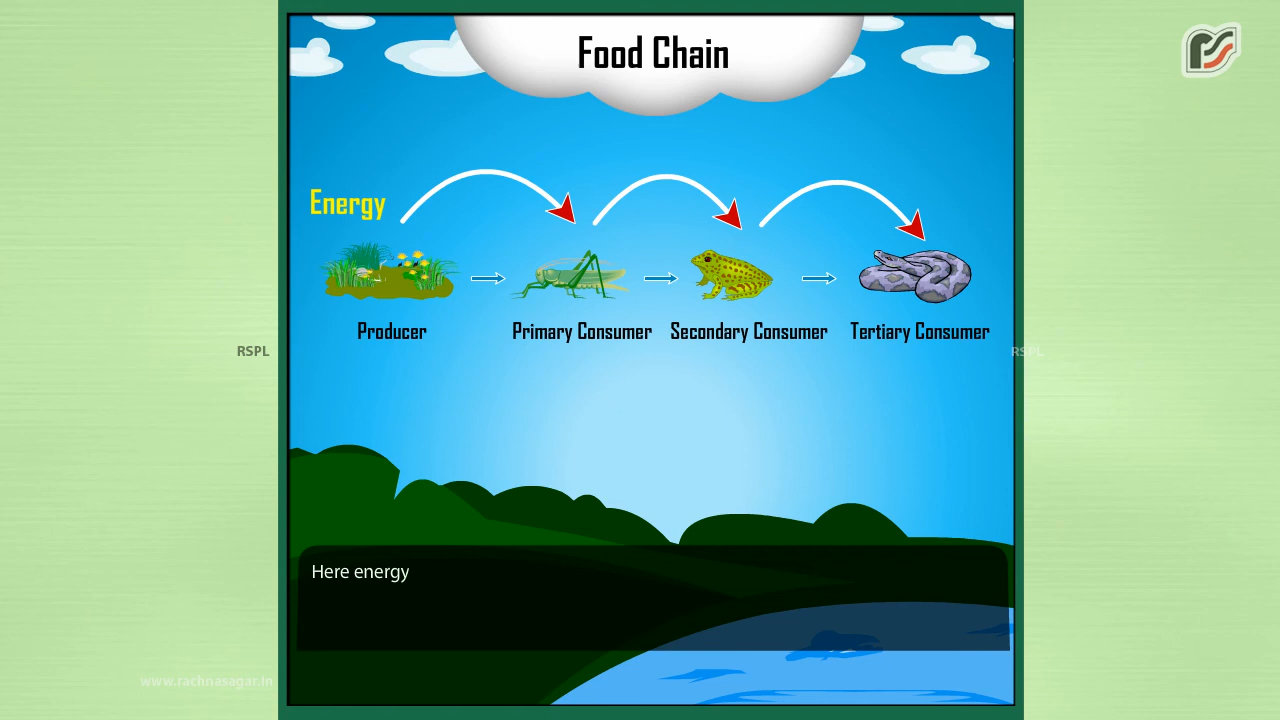 Food Chain
Energy
Producer
Primary Consumer
Secondary Consumer
Tertiary Consumer
RSPL
RSPL
Here energy
www.rachnasagar.in